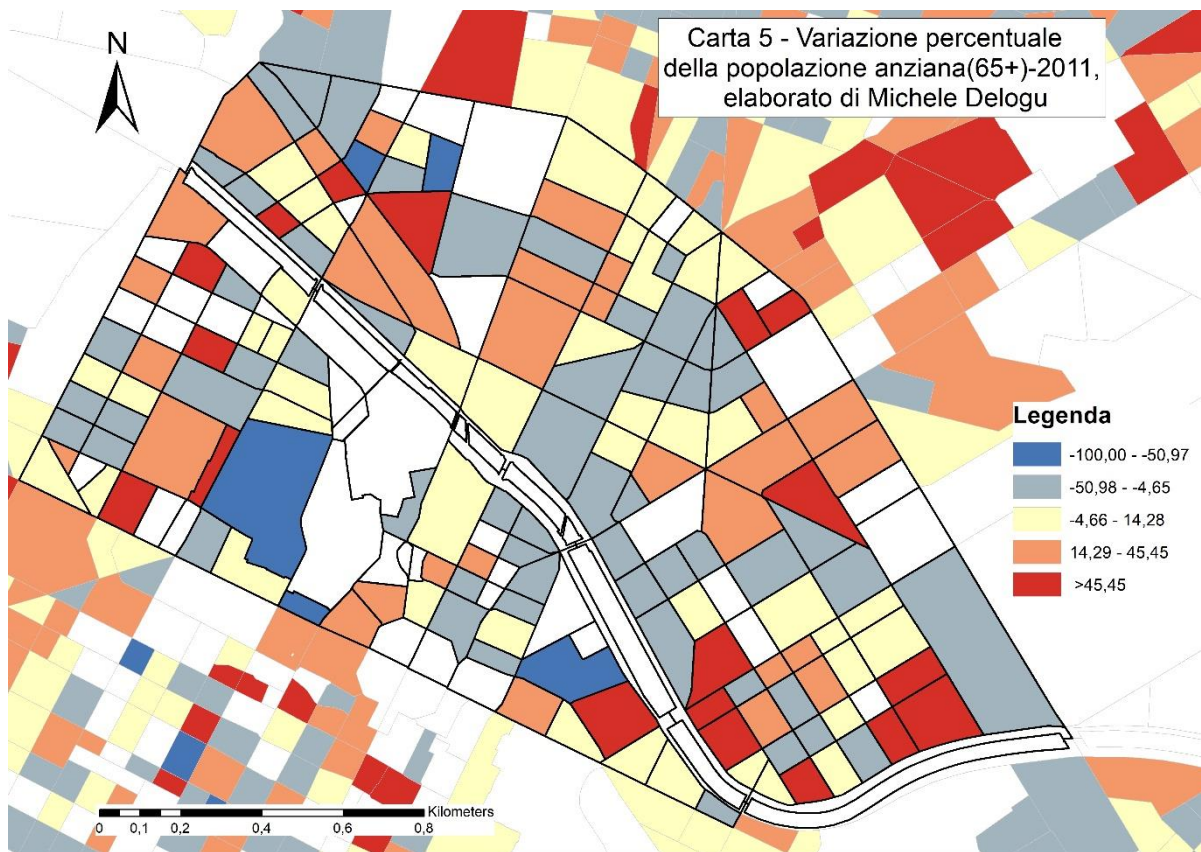 Carta 5 - Variazione percentuale
della popolazione anziana(65+)-2011,
elaborato di Michele Delogu
N
Legenda
-100,00 - -50,97
-50,98 - -4,65
-4,66 - 14,28
14,29 - 45,45
>45,45
Kilometers
0 0,1 0,2 0,4 0,6 0,8